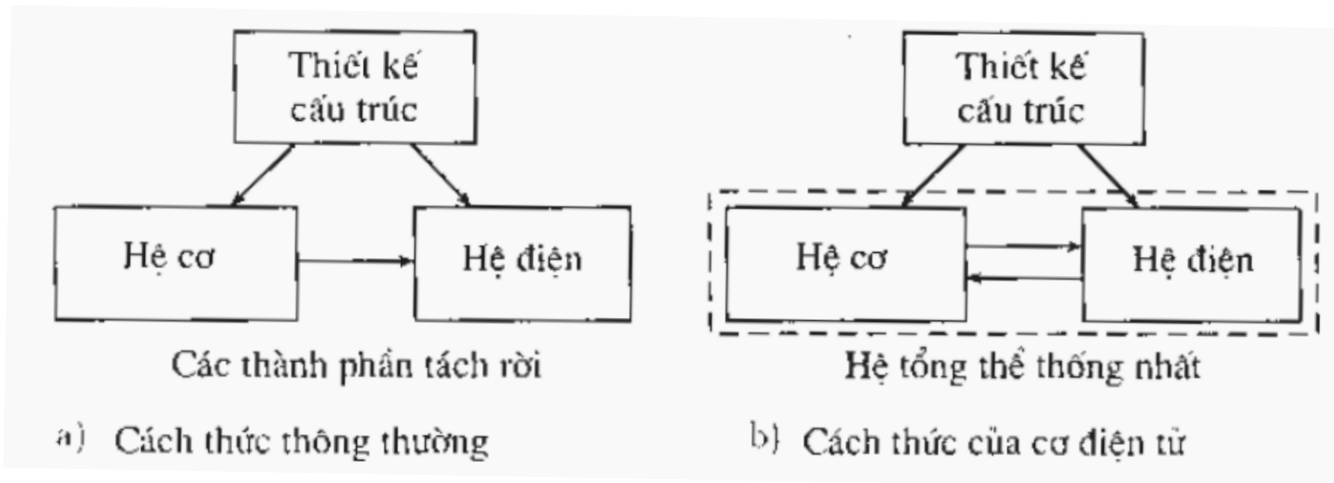 Thiết kế
cấu trúc
Hệ cơ
Hệ điện
Các thành phần tách rời
a) Cách thức thông thường
Thiết kế
cấu trúc
Hệ cơ
Hệ điện
Hệ tổng thể thống nhất
b) Cách thức của cơ điện tử